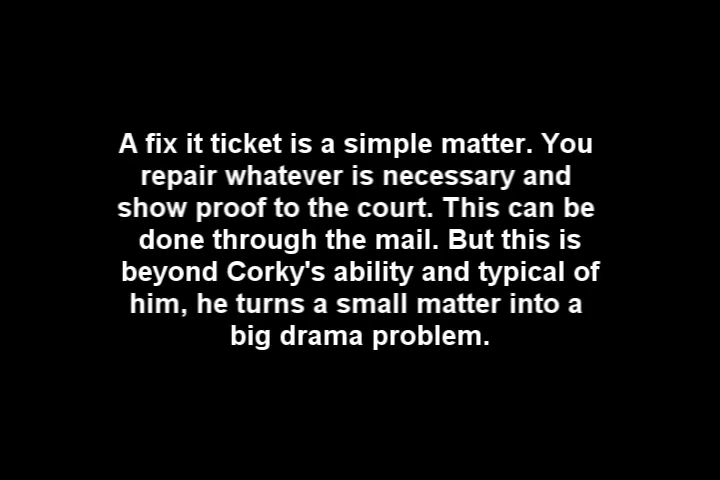 A fix it ticket is a simple matter. You
repair whatever is necessary and
show proof to the court. This can be
done through the mail. But this is
beyond Corky's ability and typical of
him, he turns a small matter into a
big drama problem.